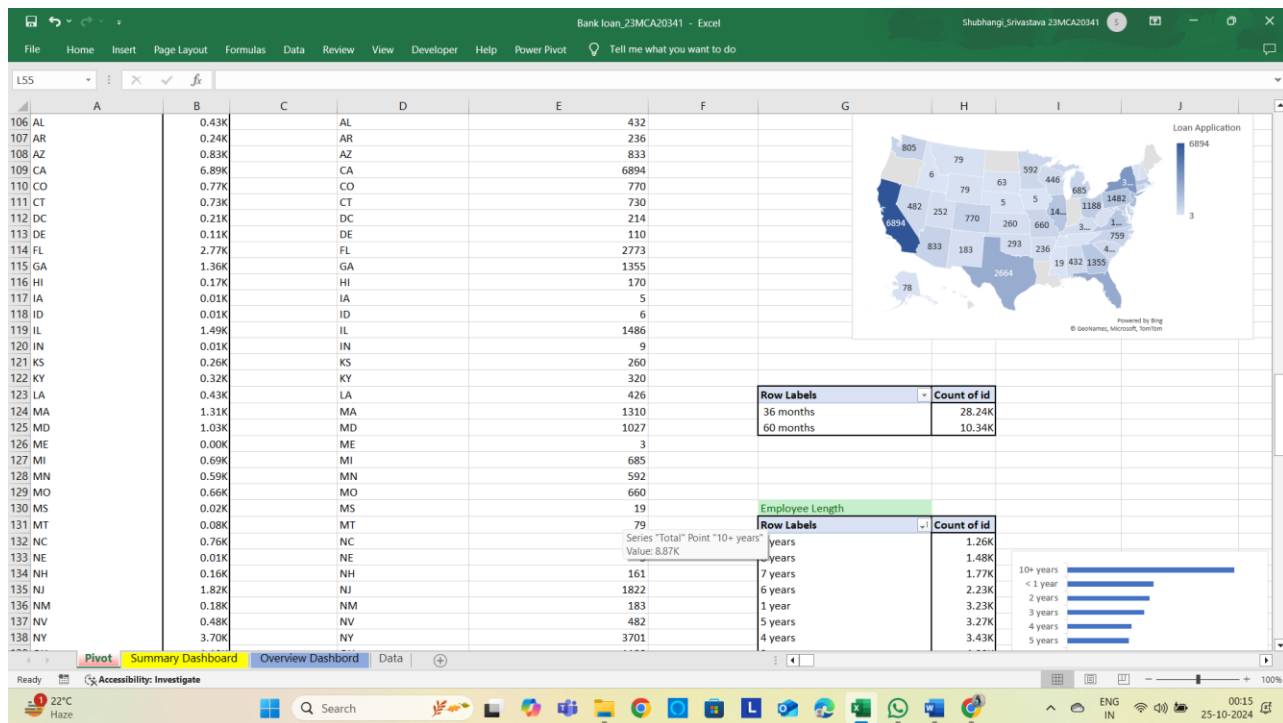 Bank loan_23MCA20341 - Excel
Shubhangi_Srivastava 23MCA20341 S
File Home Insert Page Layout Formulas Data Review View Developer Help Power Pivot Tell me what you want to do
L55 fx
A B C D E F G H I J
106 AL 0.43K AL 432
107 AR 0.24K AR 236
108 AZ 0.83K AZ 833
109 CA 6.89K CA 6894
110 CO 0.77K CO 770
111 CT 0.73K CT 730
112 DC 0.21K DC 214
113 DE 0.11K DE 110
114 FL 2.77K FL 2773
115 GA 1.36K GA 1355
116 HI 0.17K HI 170
117 IA 0.01K IA 5
118 ID 0.01K ID 6
119 IL 1.49K IL 1486
120 IN 0.01K IN 9
121 KS 0.26K KS 260
122 KY 0.32K KY 320
123 LA 0.43K LA 426
124 MA 1.31K MA 1310
125 MD 1.03K MD 1027
126 ME 0.00K ME 3
127 MI 0.69K MI 685
128 MN 0.59K MN 592
129 MO 0.66K MO 660
130 MS 0.02K MS 19
131 MT 0.08K MT 79
132 NC 0.76K NC
133 NE 0.01K NE
134 NH 0.16K NH 161
135 NJ 1.82K NJ 1822
136 NM 0.18K NM 183
137 NV 0.48K NV 482
138 NY 3.70K NY 3701
Loan Application
6894
3
805
79
6
592
446
63
685
3...
79
5
5
1188
1482
482
252
770
14...
6894
260
660
3...
1...
759
833
183
293
236
4...
19 432 1355
2664
78
Powered by Bing
© GeoNames, Microsoft, TomTom
Row Labels Count of id
36 months 28.24K
60 months 10.34K
Employee Length
Row Labels Count of id
years 1.26K
years 1.48K
7 years 1.77K
6 years 2.23K
1 year 3.23K
5 years 3.27K
4 years 3.43K
Series "Total" Point "10+ years"
Value: 8.87K
10+ years
< 1 year
2 years
3 years
4 years
5 years
Pivot Summary Dashboard Overview Dashbord Data
Ready Accessibility: Investigate 100%
1 22°C
Haze
Search
L
ENG
IN
00:15
25-10-2024